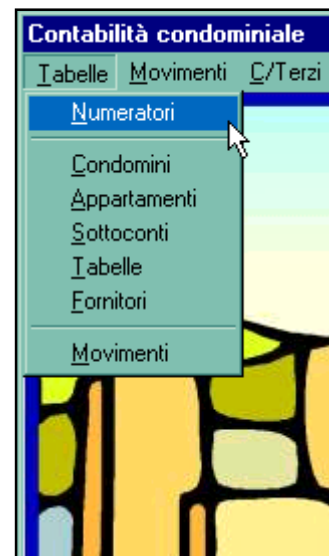 Contabilità condominiale
Tabelle Movimenti C/Terzi
Numeratori
Condomini
Appartamenti
Sottoconti
Tabelle
Fornitori
Movimenti